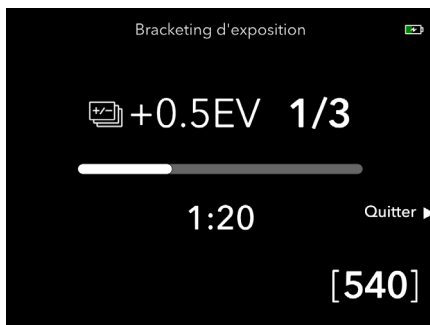 Bracketing d'exposition
+/- +0.5EV 1/3
1:20
Quitter
[540]